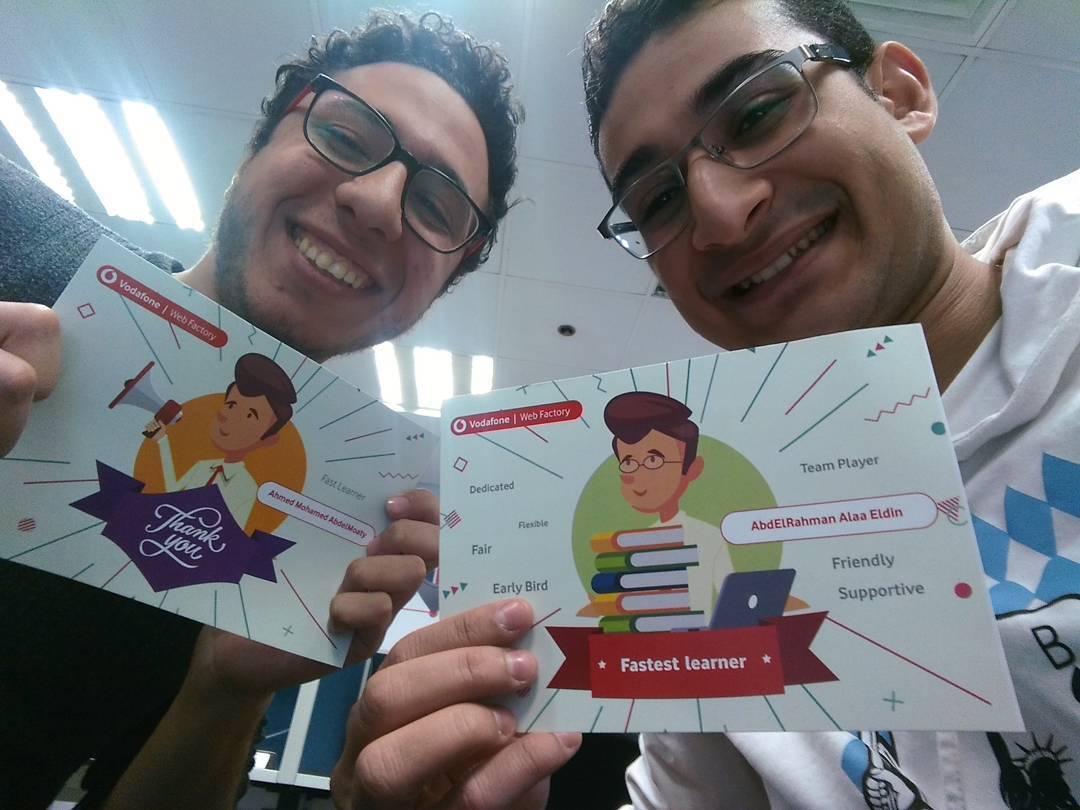 Vodafone | Web Factory
Fast Learner
Ahmed Mohamed AbdelMoaty
Thank you
Vodafone | Web Factory
Dedicated
Flexible
Fair
Early Bird
Team Player
AbdElRahman Alaa Eldin
Friendly
Supportive
Fastest learner
B